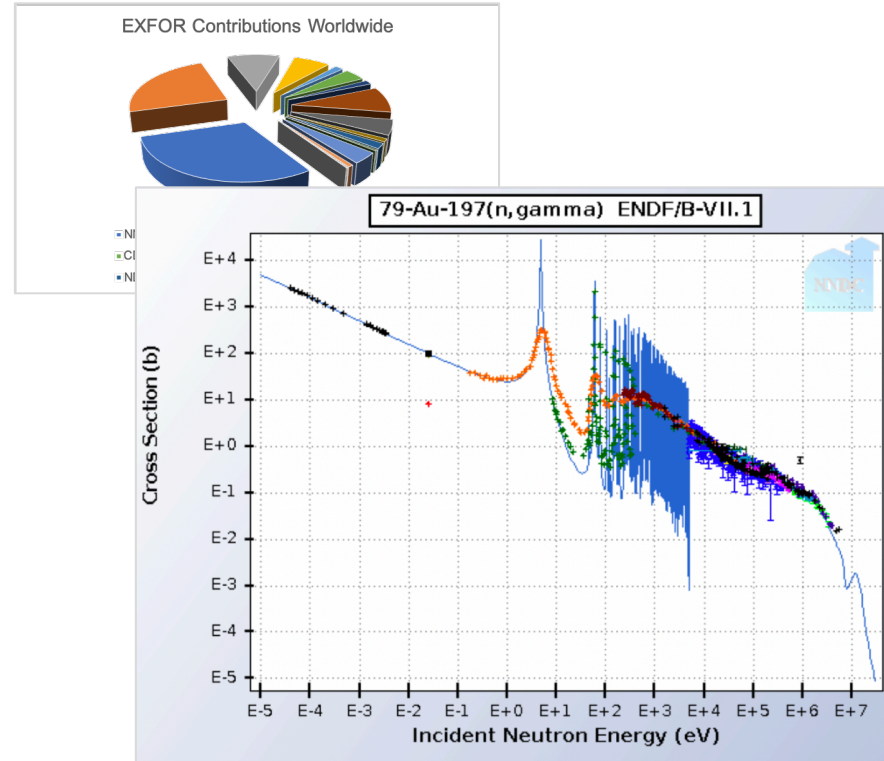 EXFOR Contributions Worldwide
79-Au-197(n,gamma) ENDF/B-VII.1
NNDC
Cross Section (b)
E+4
E+3
E+2
E+1
E+0
E-1
E-2
E-3
E-4
E-5
E-5
E-4
E-3
E-2
E-1
E+0
E+1
E+2
E+3
E+4
E+5
E+6
E+7
Incident Neutron Energy (eV)